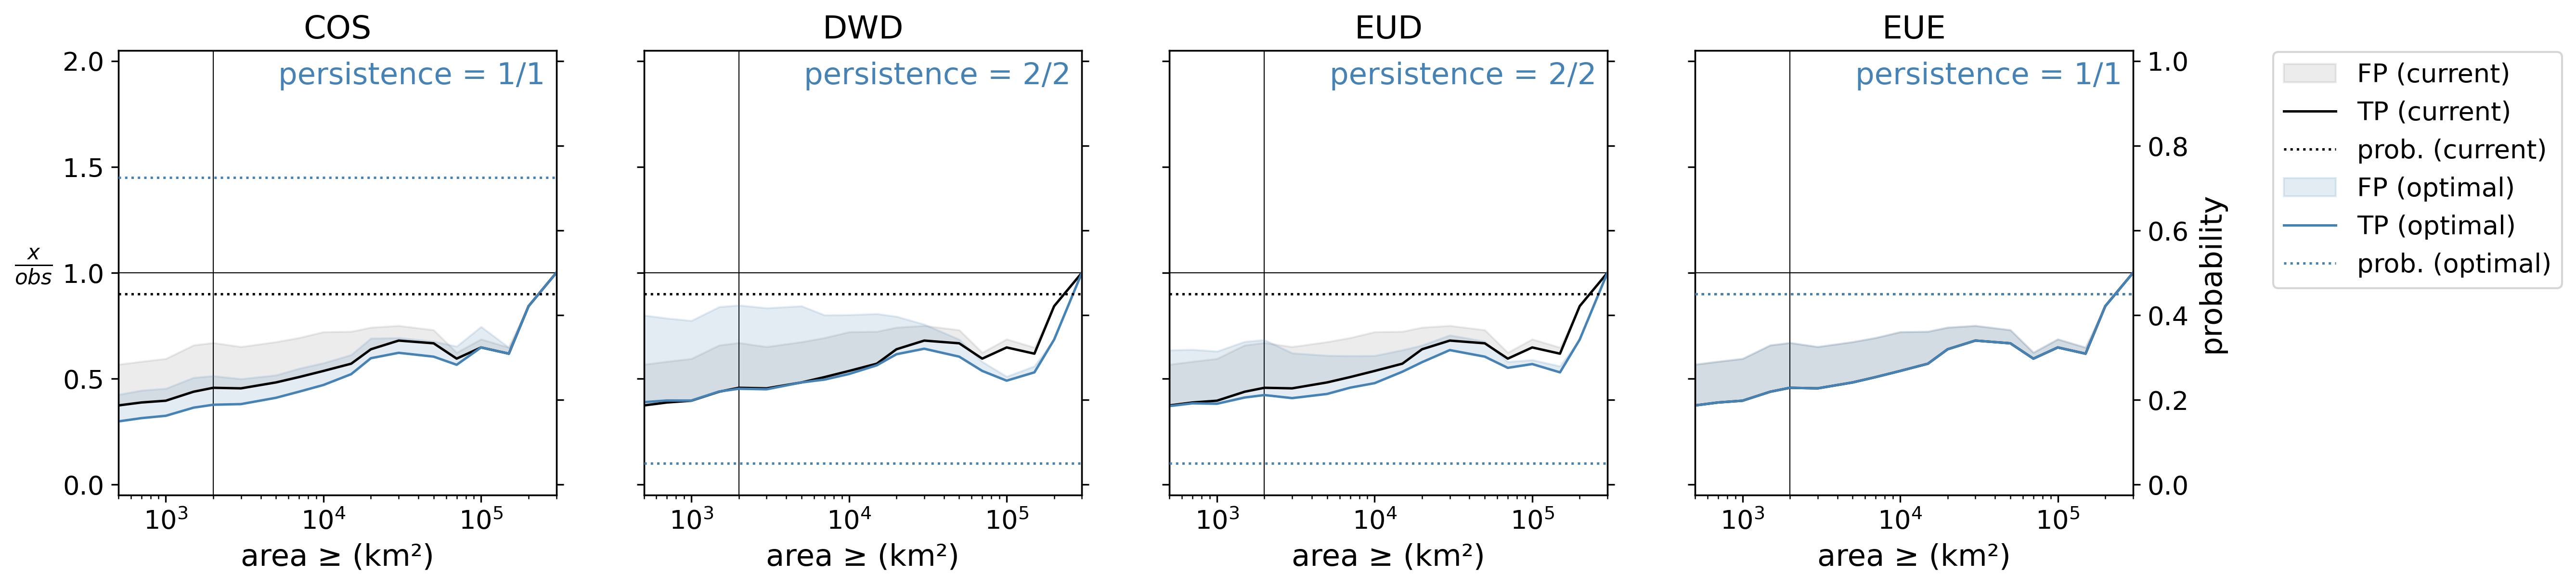 COS
DWD
EUD
EUE
persistence = 1/1
persistence = 2/2
persistence = 2/2
persistence = 1/1
2.0
1.5
1.0
0.5
0.0
x
obs
10³
10⁴
10⁵
area ≥ (km²)
10³
10⁴
10⁵
area ≥ (km²)
10³
10⁴
10⁵
area ≥ (km²)
10³
10⁴
10⁵
area ≥ (km²)
1.0
0.8
0.6
0.4
0.2
0.0
probability
FP (current)
TP (current)
prob. (current)
FP (optimal)
TP (optimal)
prob. (optimal)